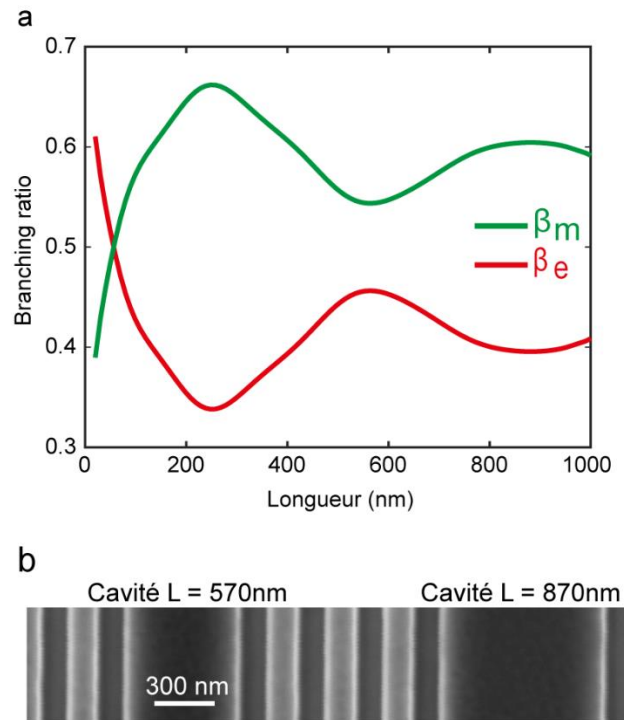 a
0.7
0.6
0.5
0.4
0.3
Branching ratio
βm
βe
0 200 400 600 800 1000
Longueur (nm)
b
Cavité L = 570nm Cavité L = 870nm
300 nm